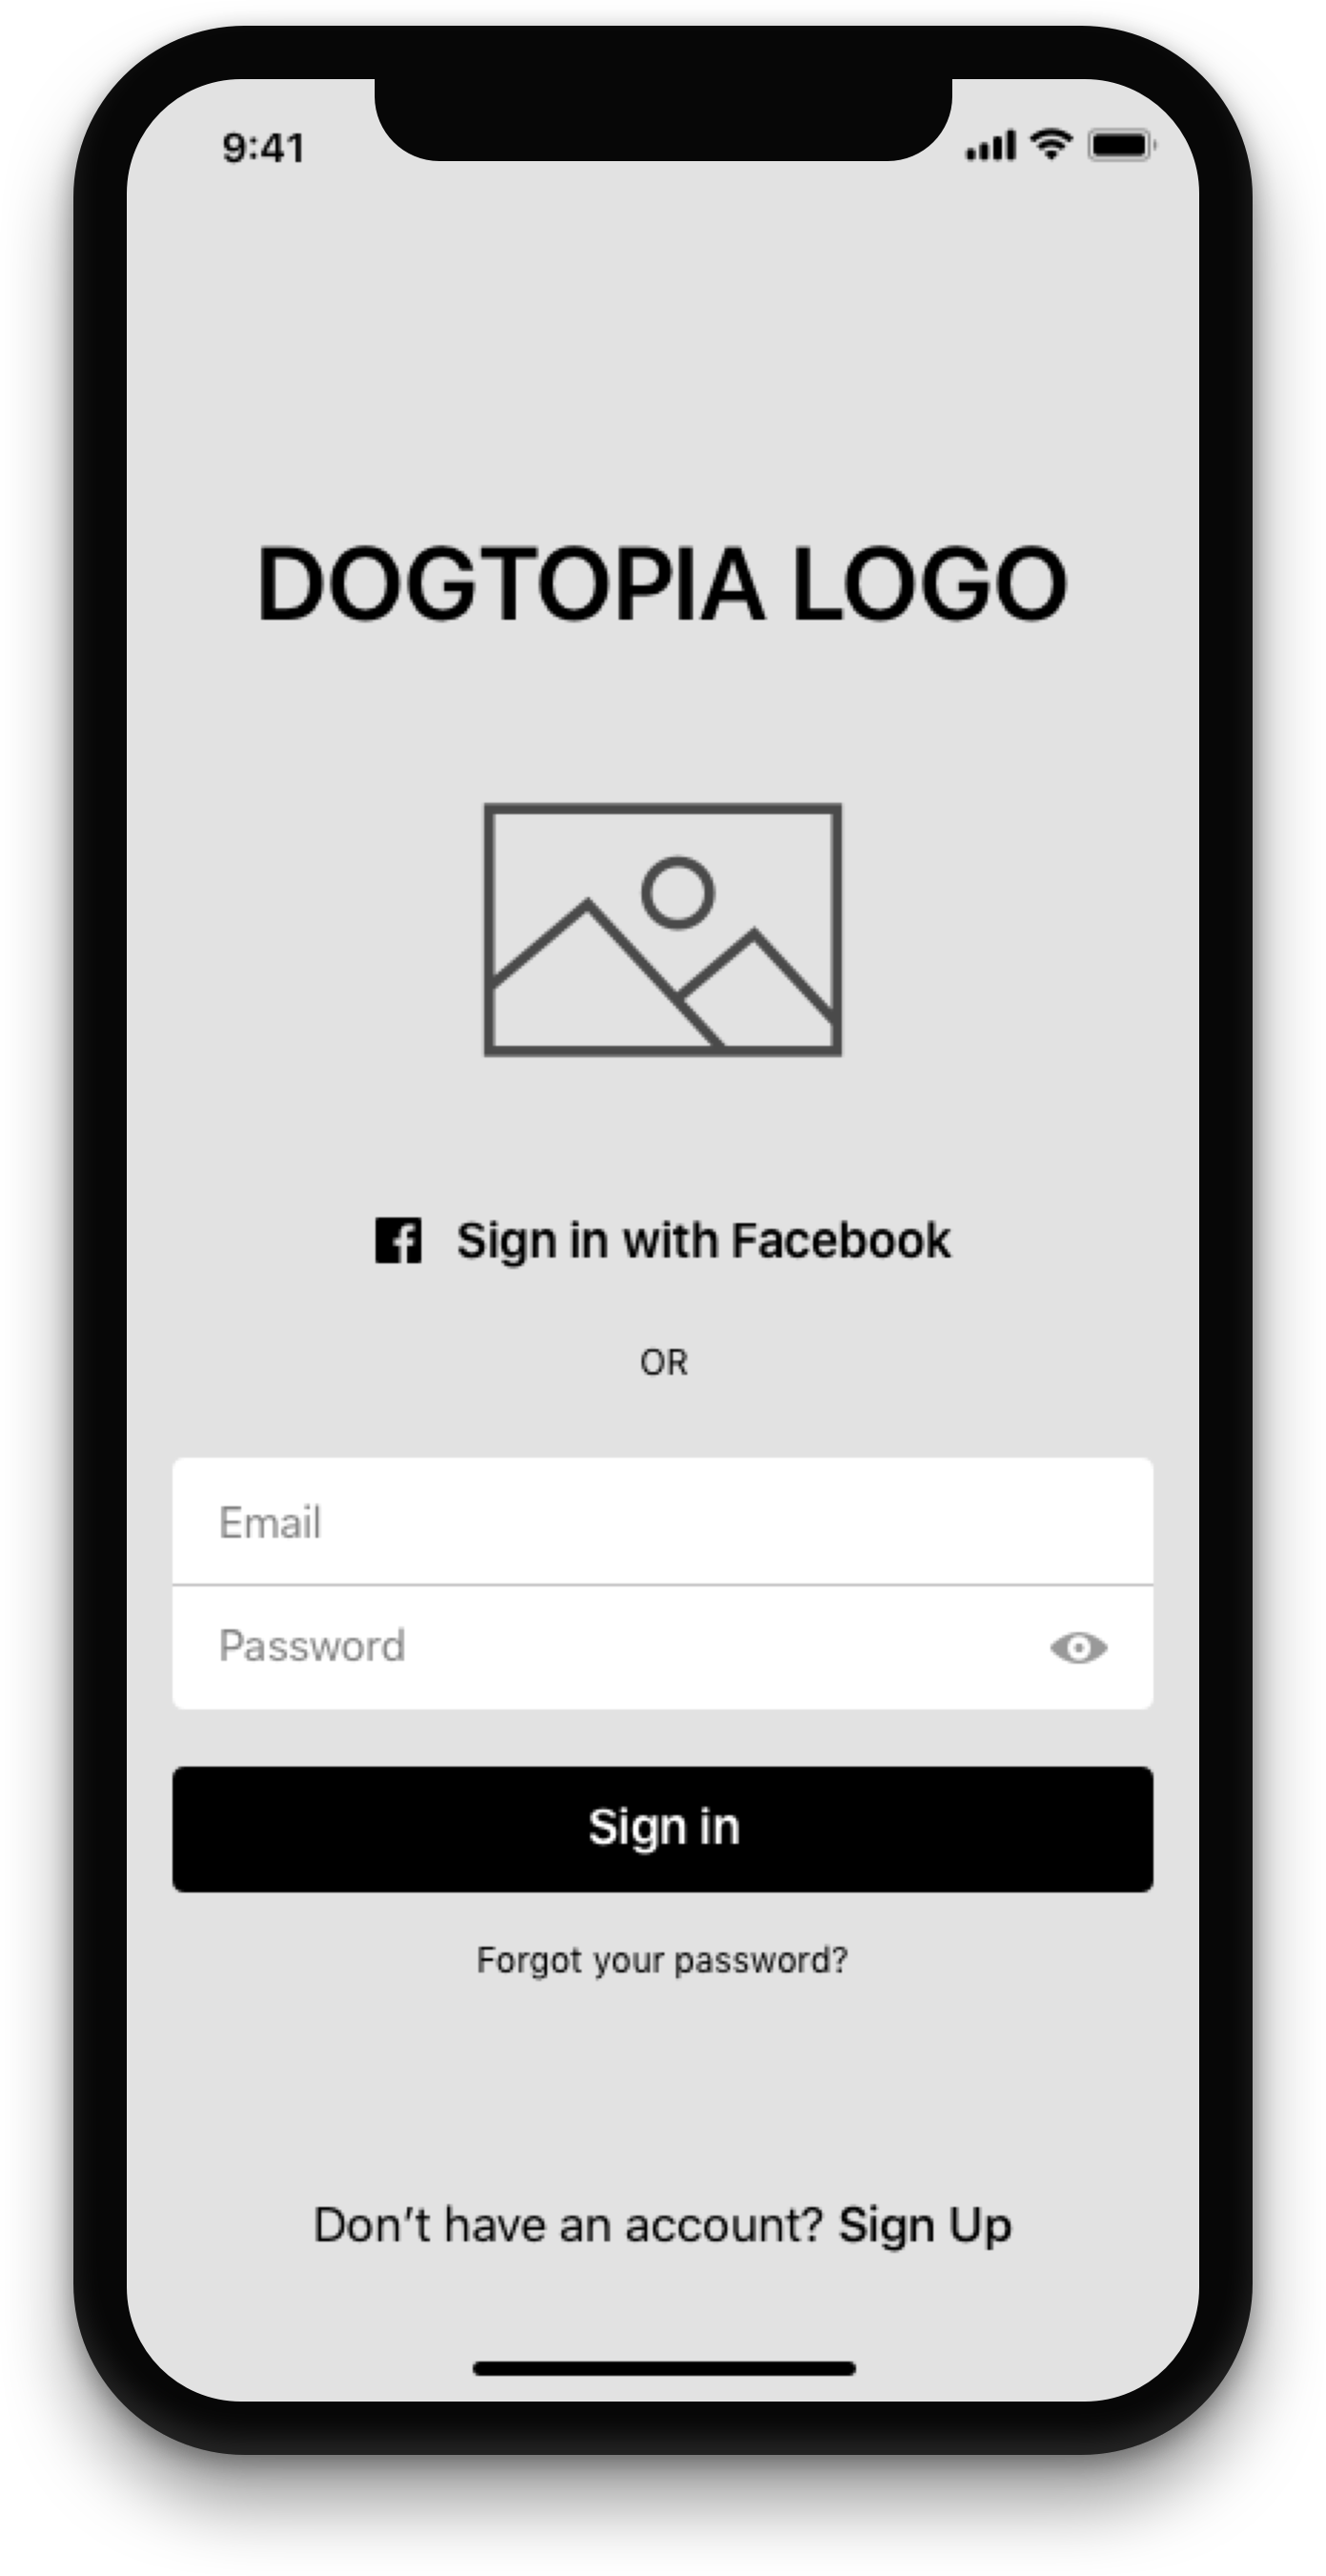 9:41
DOGTOPIA LOGO
Sign in with Facebook
OR
Email
Password
Sign in
Forgot your password?
Don’t have an account? Sign Up